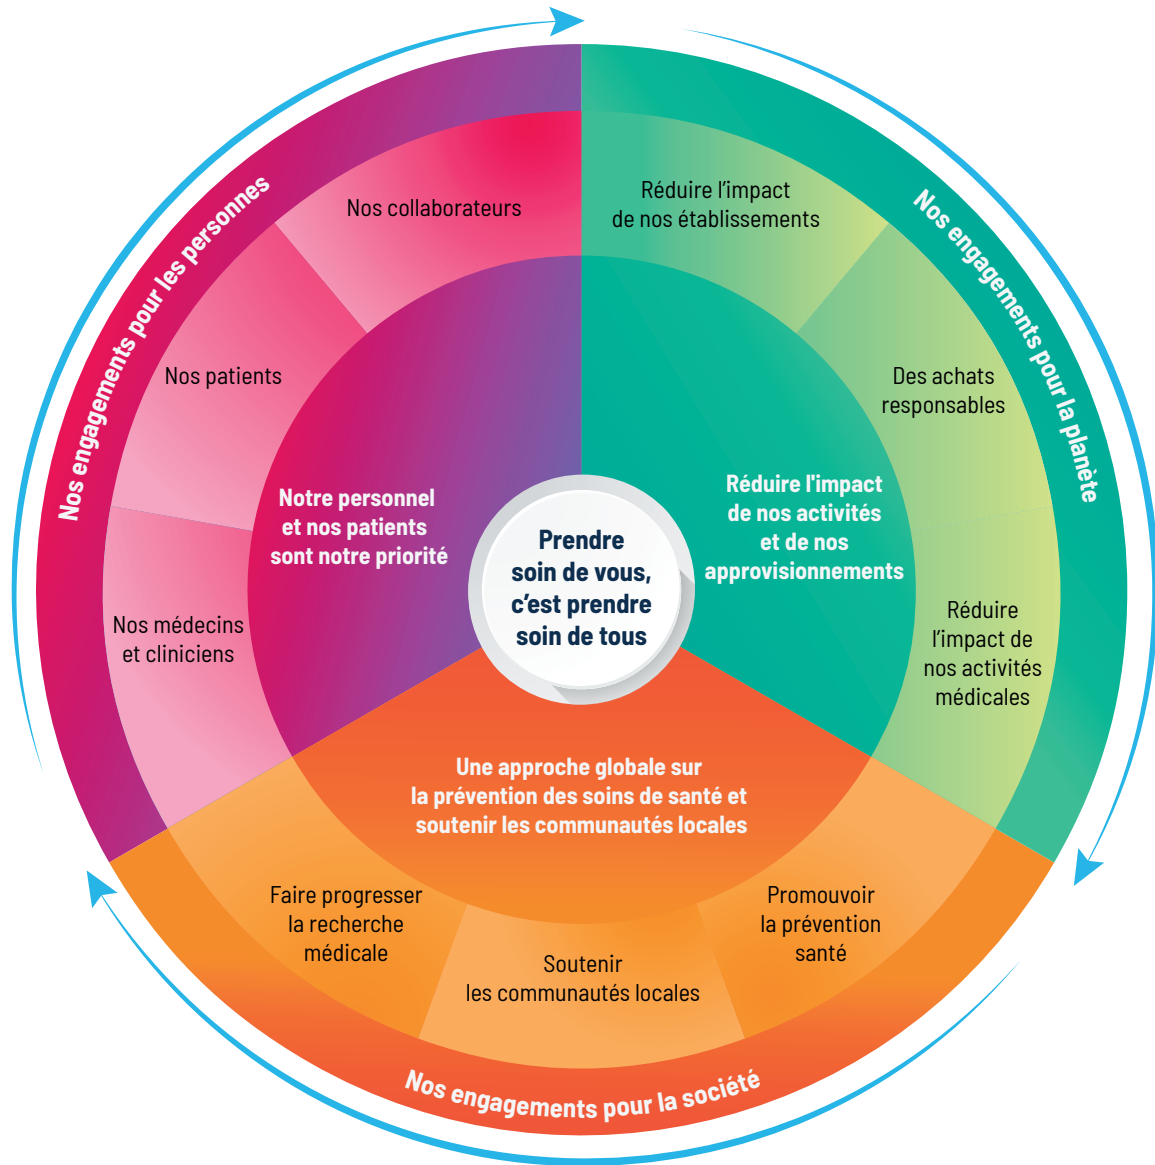 Nos engagements pour les personnes
Nos collaborateurs
Nos patients
Nos médecins
et cliniciens
Notre personnel
et nos patients
sont notre priorité
Nos engagements pour la planète
Réduire l’impact
de nos établissements
Des achats
responsables
Réduire
l’impact de
nos activités
médicales
Réduire l'impact
de nos activités
et de nos
approvisionnements
Prendre
soin de vous,
c’est prendre
soin de tous
Une approche globale sur
la prévention des soins de santé et
soutenir les communautés locales
Faire progresser
la recherche
médicale
Soutenir
les communautés locales
Promouvoir
la prévention
santé
Nos engagements pour la société